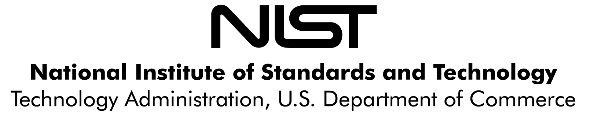 NIST
National Institute of Standards and Technology
Technology Administration, U.S. Department of Commerce